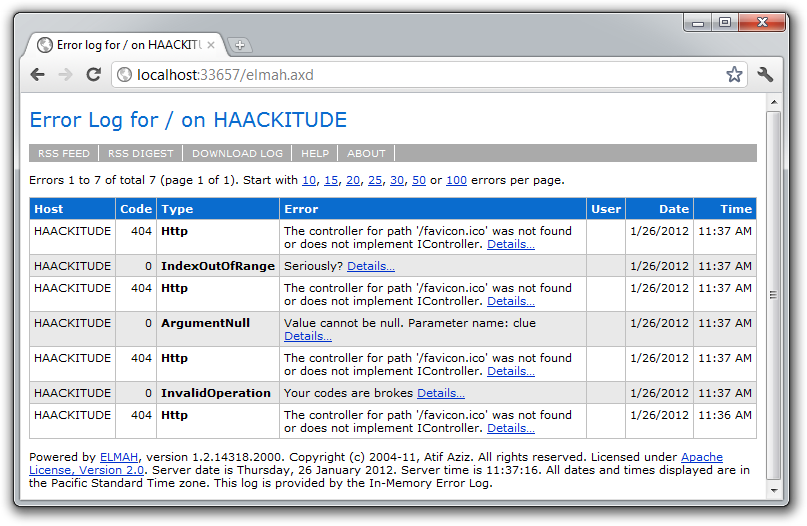 Error log for / on HAACKITU
localhost:33657/elmah.axd
Error Log for / on HAACKITUDE
RSS FEED RSS DIGEST DOWNLOAD LOG HELP ABOUT
Errors 1 to 7 of total 7 (page 1 of 1). Start with 10, 15, 20, 25, 30, 50 or 100 errors per page.
Host Code Type Error User Date Time
HAACKITUDE 404 Http The controller for path '/favicon.ico' was not found 1/26/2012 11:37 AM
or does not implement IController. Details...
HAACKITUDE 0 IndexOutOfRange Seriously? Details... 1/26/2012 11:37 AM
HAACKITUDE 404 Http The controller for path '/favicon.ico' was not found 1/26/2012 11:37 AM
or does not implement IController. Details...
HAACKITUDE 0 ArgumentNull Value cannot be null. Parameter name: clue 1/26/2012 11:37 AM
Details...
HAACKITUDE 404 Http The controller for path '/favicon.ico' was not found 1/26/2012 11:37 AM
or does not implement IController. Details...
HAACKITUDE 0 InvalidOperation Your codes are brokes Details... 1/26/2012 11:37 AM
HAACKITUDE 404 Http The controller for path '/favicon.ico' was not found 1/26/2012 11:36 AM
or does not implement IController. Details...
Powered by ELMAH, version 1.2.14318.2000. Copyright (c) 2004-11, Atif Aziz. All rights reserved. Licensed under Apache
License, Version 2.0. Server date is Thursday, 26 January 2012. Server time is 11:37:16. All dates and times displayed are in
the Pacific Standard Time zone. This log is provided by the In-Memory Error Log.